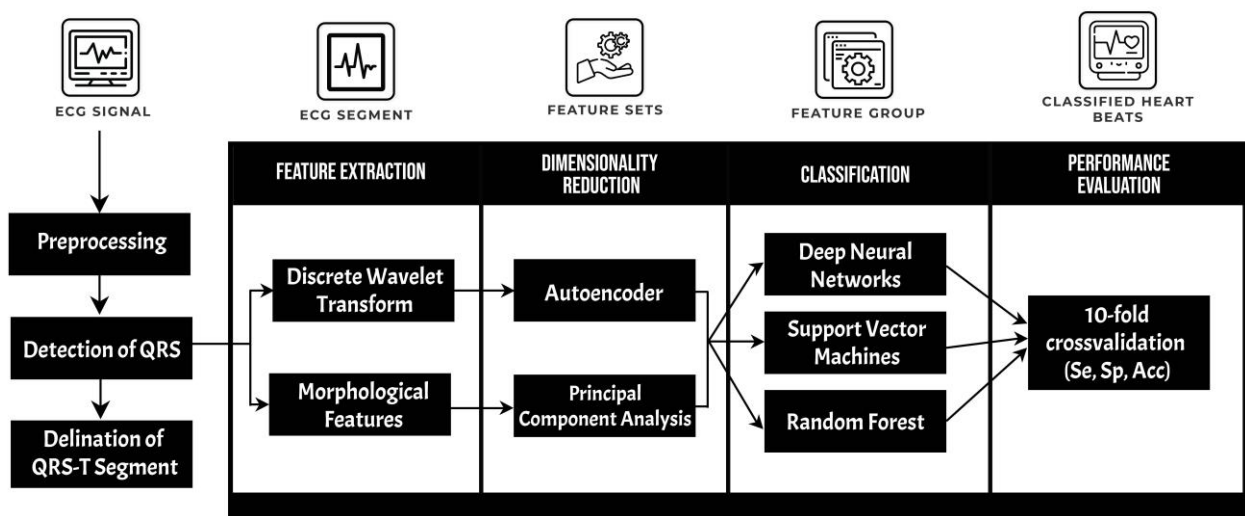 ECG SIGNAL
ECG SEGMENT
FEATURE SETS
FEATURE GROUP
CLASSIFIED HEART
BEATS
FEATURE EXTRACTION
DIMENSIONALITY
REDUCTION
CLASSIFICATION
PERFORMANCE
EVALUATION
Preprocessing
Detection of QRS
Delination of
QRS-T Segment
Discrete Wavelet
Transform
Morphological
Features
Autoencoder
Principal
Component Analysis
Deep Neural
Networks
Support Vector
Machines
Random Forest
10-fold
crossvalidation
(Se, Sp, Acc)